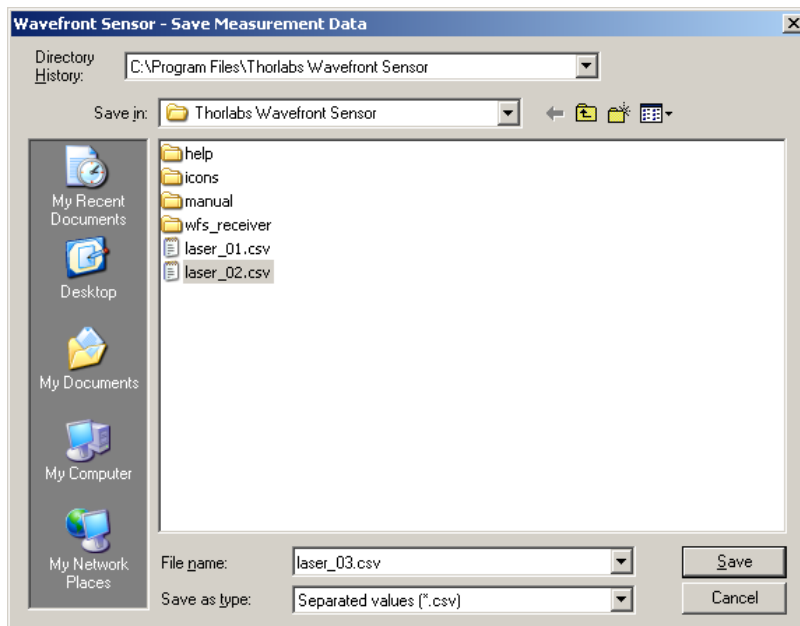 Wavefront Sensor - Save Measurement Data
Directory
History:
C:\Program Files\Thorlabs Wavefront Sensor
Save in:
Thorlabs Wavefront Sensor
My Recent
Documents
Desktop
My Documents
My Computer
My Network
Places
help
icons
manual
wfs_receiver
laser_01.csv
laser_02.csv
File name:
laser_03.csv
Save
Save as type:
Separated values (*.csv)
Cancel